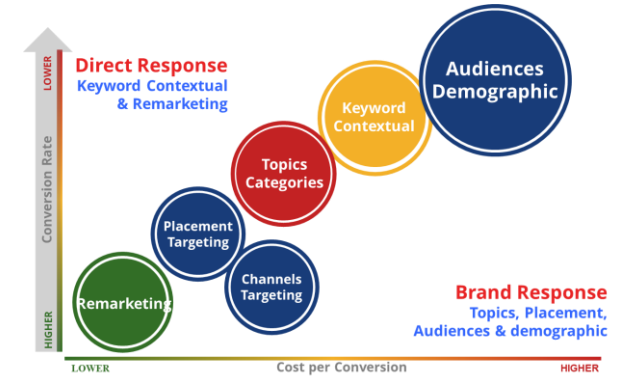 LOWER
Conversion Rate
HIGHER
Direct Response
Keyword Contextual
& Remarketing
Audiences
Demographic
Keyword
Contextual
Topics
Categories
Placement
Targeting
Channels
Targeting
Remarketing
Brand Response
Topics, Placement,
Audiences & demographic
LOWER
Cost per Conversion
HIGHER